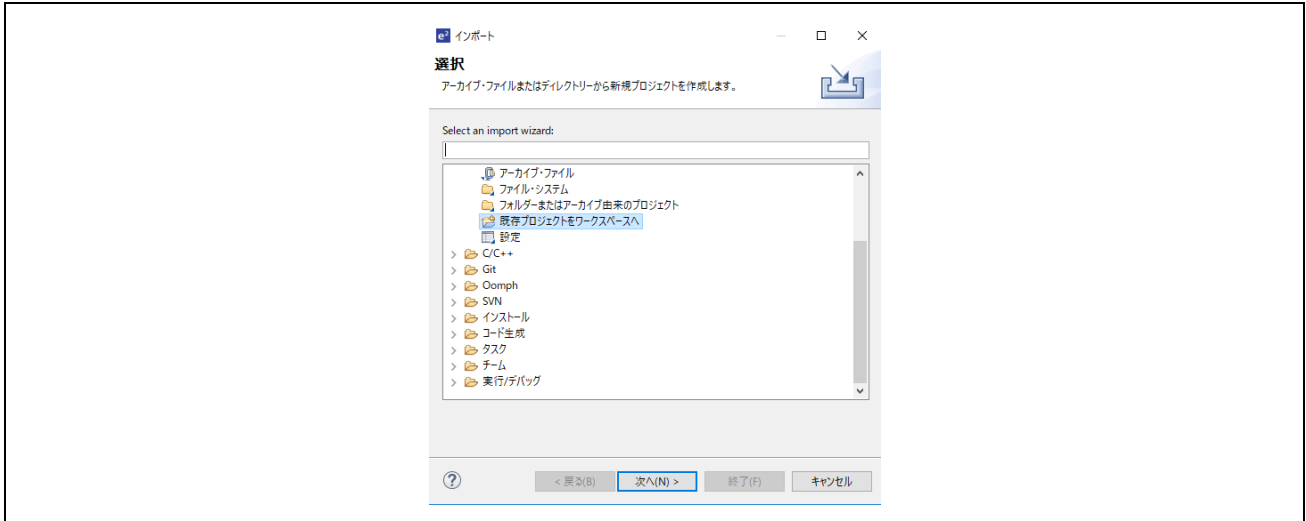 e² インポート
選択
アーカイブ・ファイルまたはディレクトリーから新規プロジェクトを作成します。
Select an import wizard:
アーカイブ・ファイル
ファイル・システム
フォルダーまたはアーカイブ由来のプロジェクト
既存プロジェクトをワークスペースへ
設定
C/C++
Git
Oomph
SVN
インストール
コード生成
タスク
チーム
実行/デバッグ
< 戻る(B) 次へ(N) > 終了(F) キャンセル